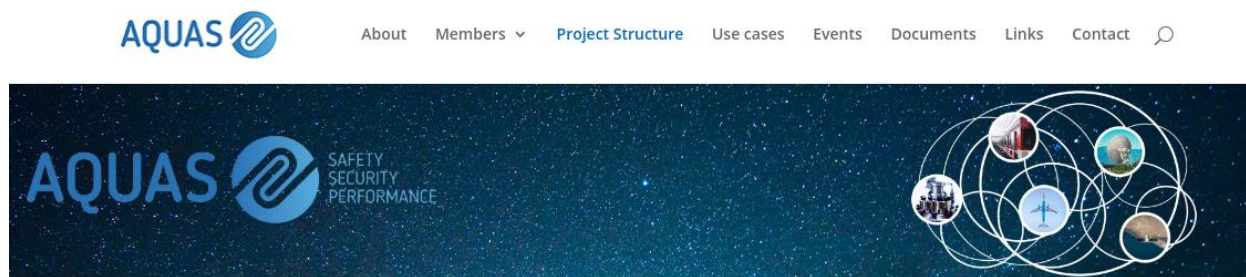 AQUAS
About Members Project Structure Use cases Events Documents Links Contact
AQUAS
SAFETY
SECURITY
PERFORMANCE